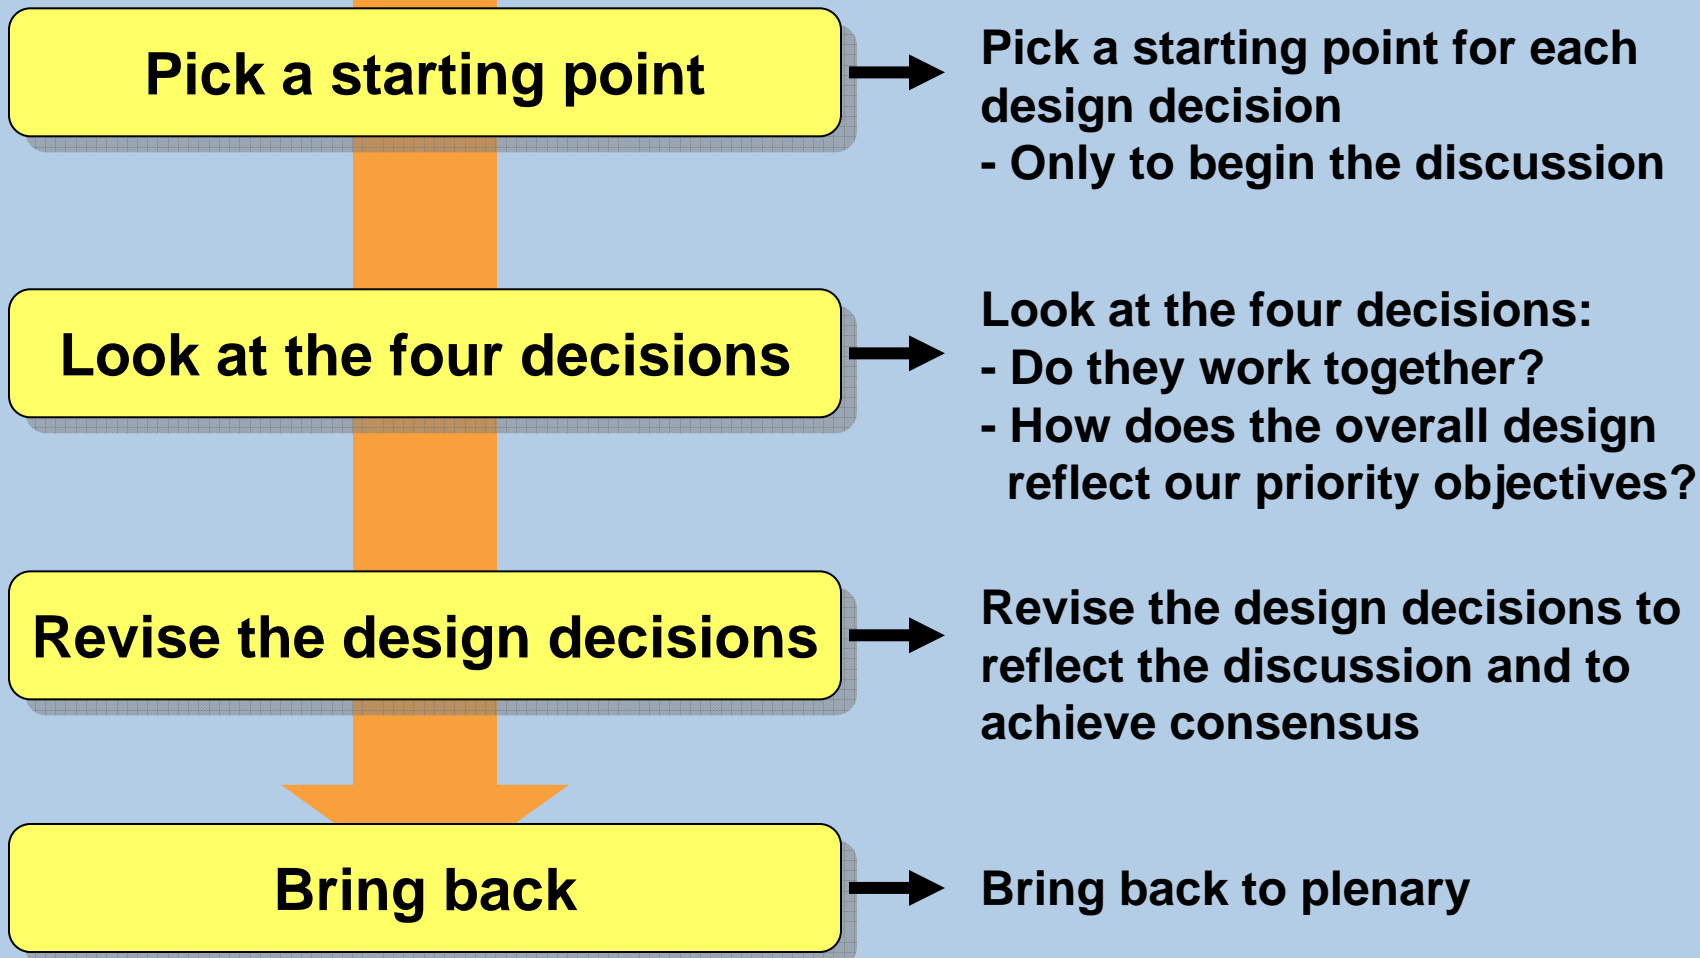 Pick a starting point
Pick a starting point for each
design decision
- Only to begin the discussion
Look at the four decisions
Look at the four decisions:
- Do they work together?
- How does the overall design
reflect our priority objectives?
Revise the design decisions
Revise the design decisions to
reflect the discussion and to
achieve consensus
Bring back
Bring back to plenary